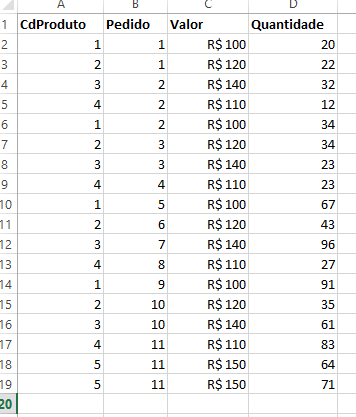 A B C D
1 CdProduto Pedido Valor Quantidade
2 1 1 R$ 100 20
3 2 1 R$ 120 22
4 3 2 R$ 140 32
5 4 2 R$ 110 12
6 1 2 R$ 100 34
7 2 3 R$ 120 34
8 3 3 R$ 140 23
9 4 4 R$ 110 23
10 1 5 R$ 100 67
11 2 6 R$ 120 43
12 3 7 R$ 140 96
13 4 8 R$ 110 27
14 1 9 R$ 100 91
15 2 10 R$ 120 35
16 3 10 R$ 140 61
17 4 11 R$ 110 83
18 5 11 R$ 150 64
19 5 11 R$ 150 71
20